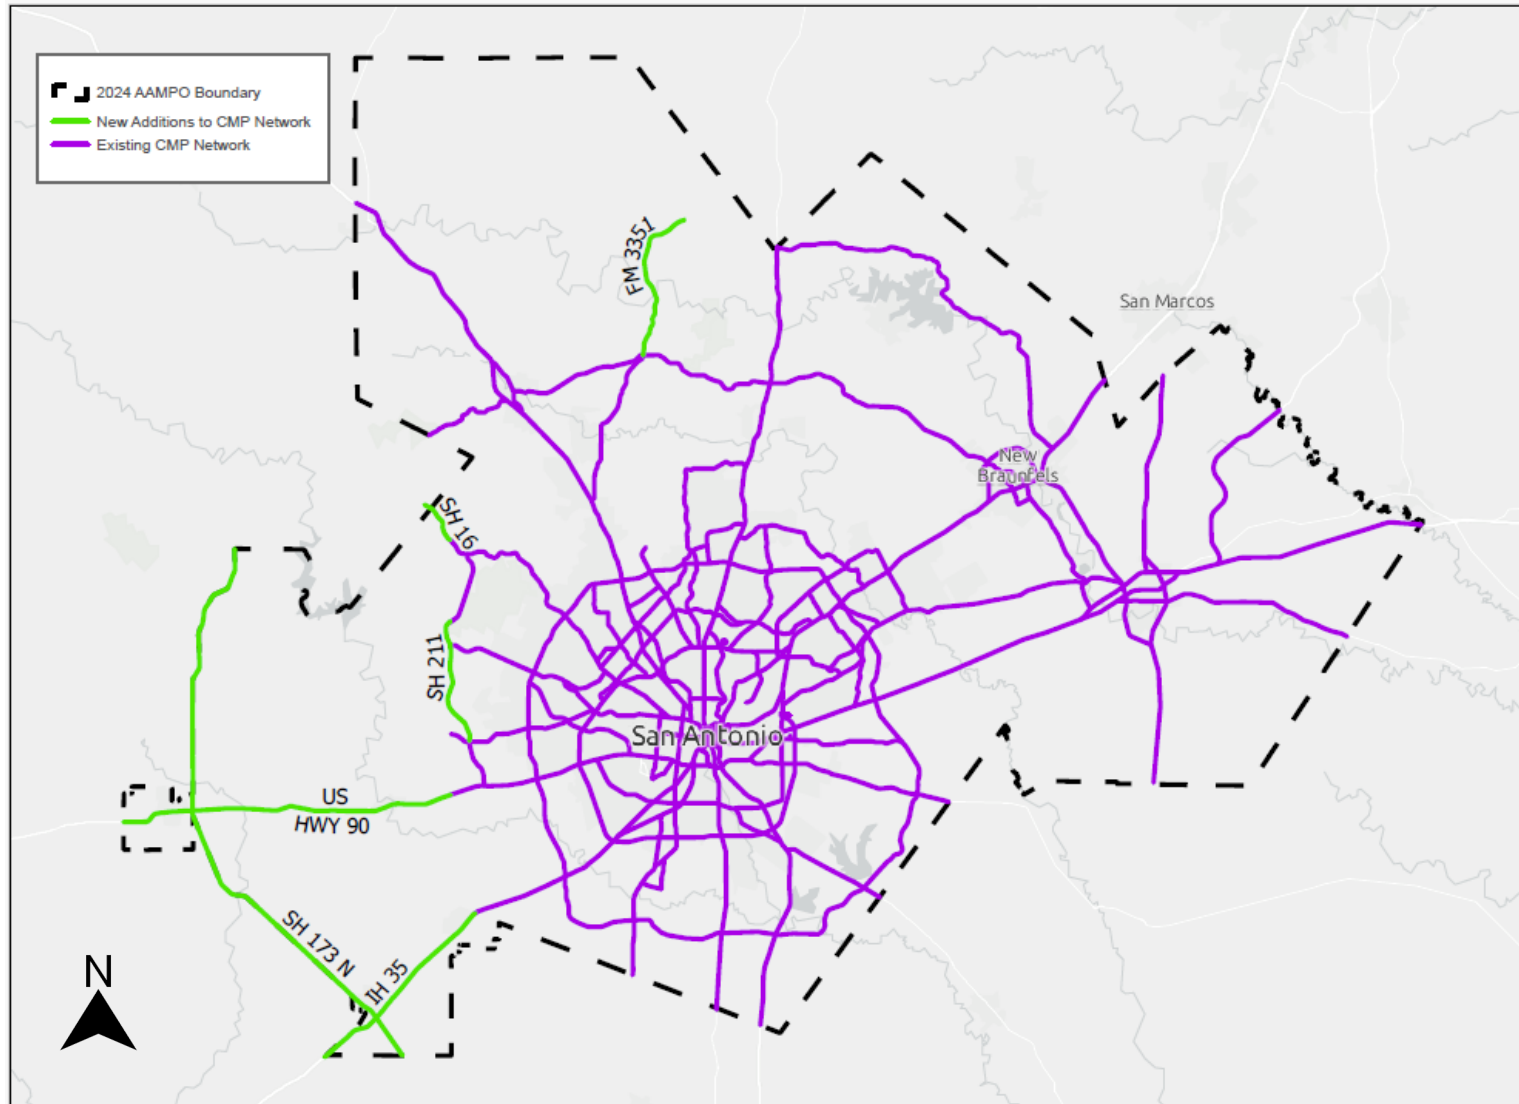 2024 AAMPO Boundary
New Additions to CMP Network
Existing CMP Network
FM 3351
San Marcos
New
Braunfels
SH 16
SH 211
San Antonio
US
HWY 90
SH 173 N
IH 35
N